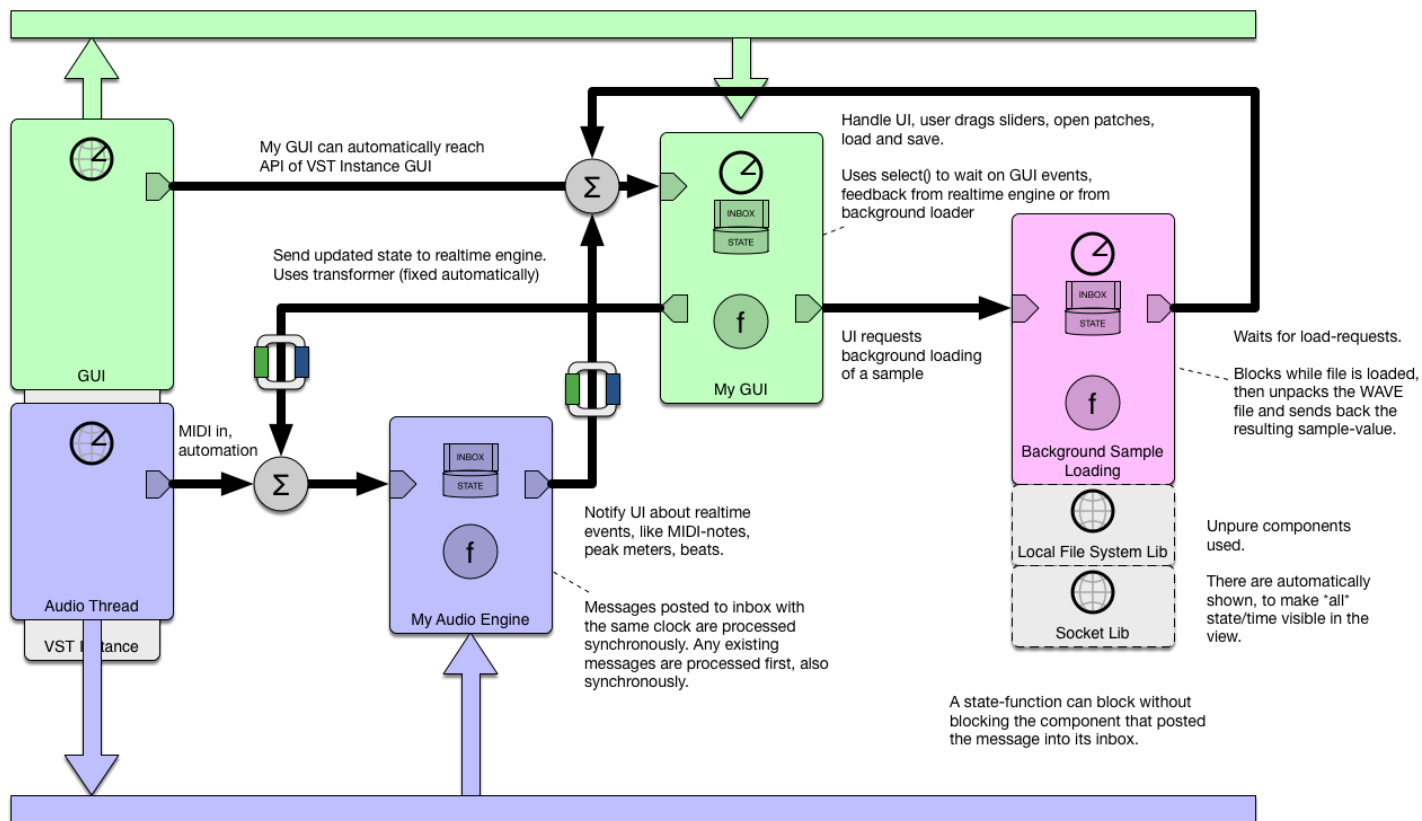 My GUI can automatically reach
API of VST Instance GUI
Σ
GUI
Send updated state to realtime engine.
Uses transformer (fixed automatically)
INBOX
STATE
f
My GUI
Handle UI, user drags sliders, open patches,
load and save.
Uses select() to wait on GUI events,
feedback from realtime engine or from
background loader
UI requests
background loading
of a sample
INBOX
STATE
f
Background Sample
Loading
Local File System Lib
Socket Lib
Waits for load-requests.
Blocks while file is loaded,
then unpacks the WAVE
file and sends back the
resulting sample-value.
Unpure components
used.
There are automatically
shown, to make *all*
state/time visible in the
view.
MIDI in,
automation
Σ
Audio Thread
VST Instance
INBOX
STATE
f
My Audio Engine
Notify UI about realtime
events, like MIDI-notes,
peak meters, beats.
Messages posted to inbox with
the same clock are processed
synchronously. Any existing
messages are processed first, also
synchronously.
A state-function can block without
blocking the component that posted
the message into its inbox.